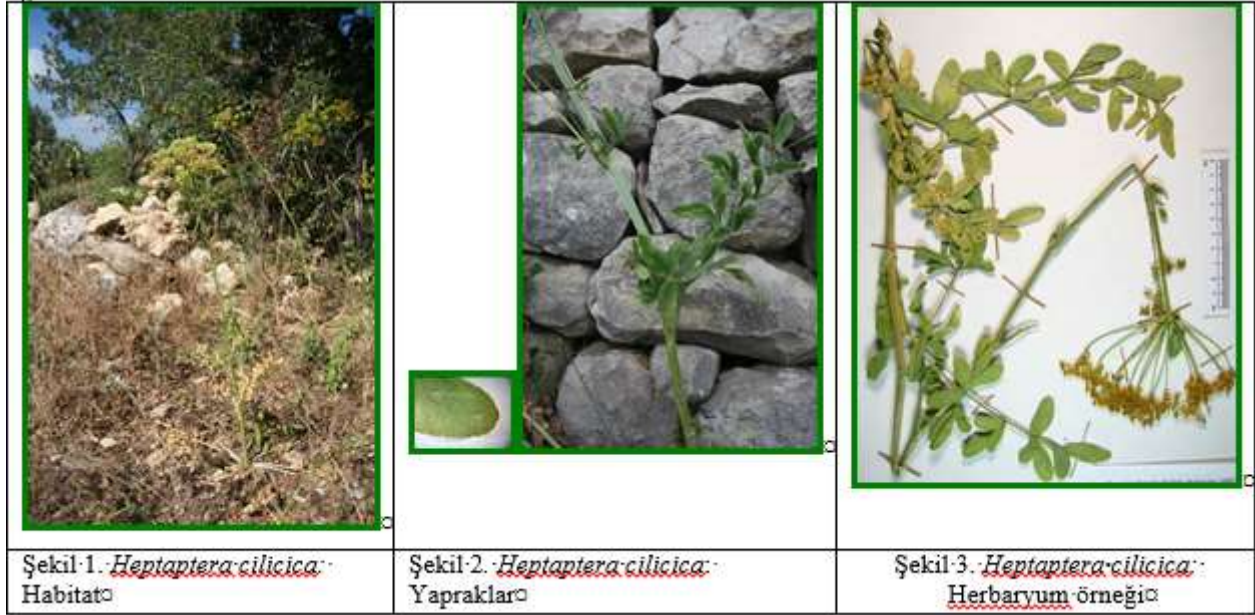 Şekil 1. Heptaptera cilicica:
Habitat
Şekil 2. Heptaptera cilicica:
Yapraklar
Şekil 3. Heptaptera cilicica:
Herbaryum örneği